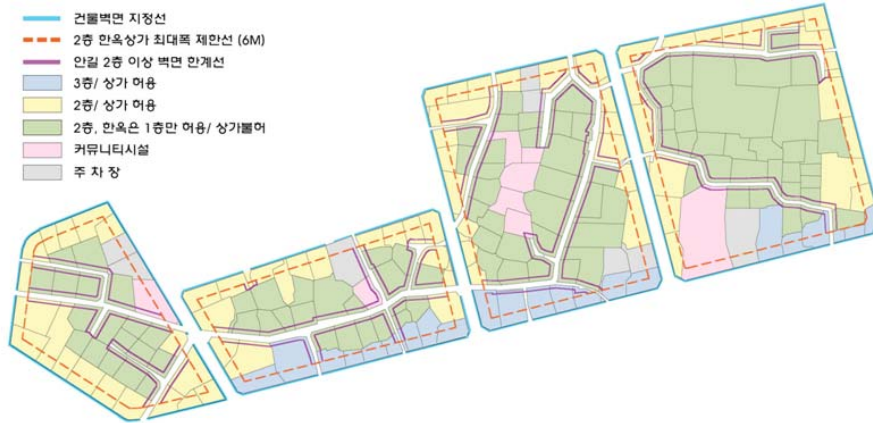 건물벽면 지정선
2층 한옥상가 최대폭 제한선 (6M)
안길 2층 이상 벽면 한계선
3층/ 상가 허용
2층/ 상가 허용
2층, 한옥은 1층만 허용/ 상가불허
커뮤니티시설
주 차 장